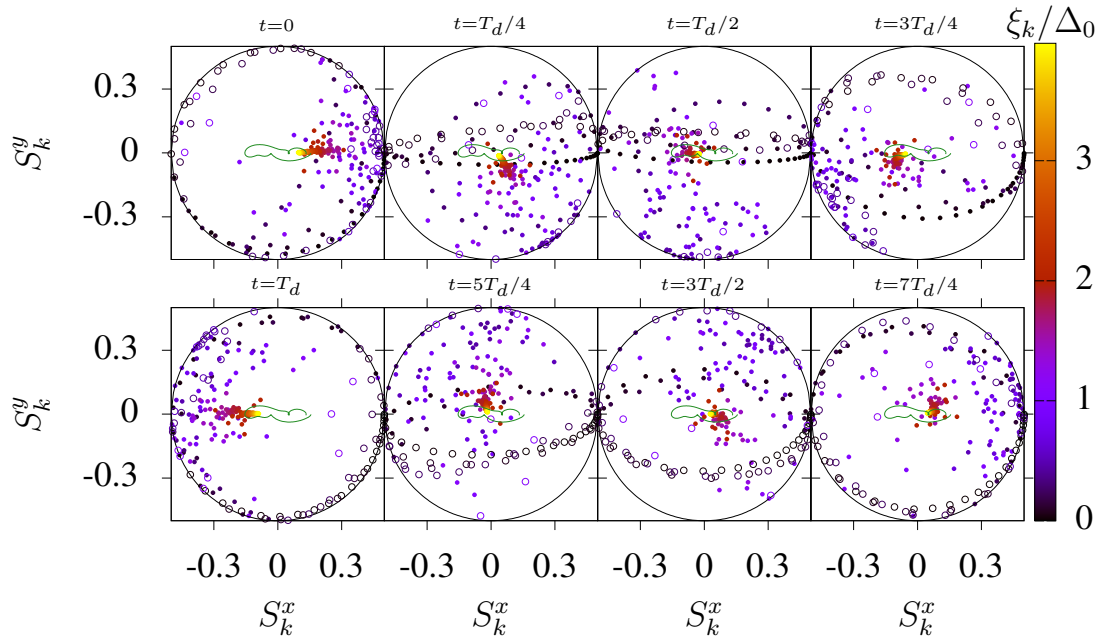 t=0 t=T_d/4 t=T_d/2 3T_d/4 ξ_k/Δ_0
0.3
S_k^y 0
-0.3
3
2
t=T_d t=5T_d/4 t=3T_d/2 t=7T_d/4
0.3
S_k^y 0
-0.3
1
0
-0.3 0 0.3 -0.3 0 0.3 -0.3 0 0.3 -0.3 0 0.3
S_k^x S_k^x S_k^x S_k^x